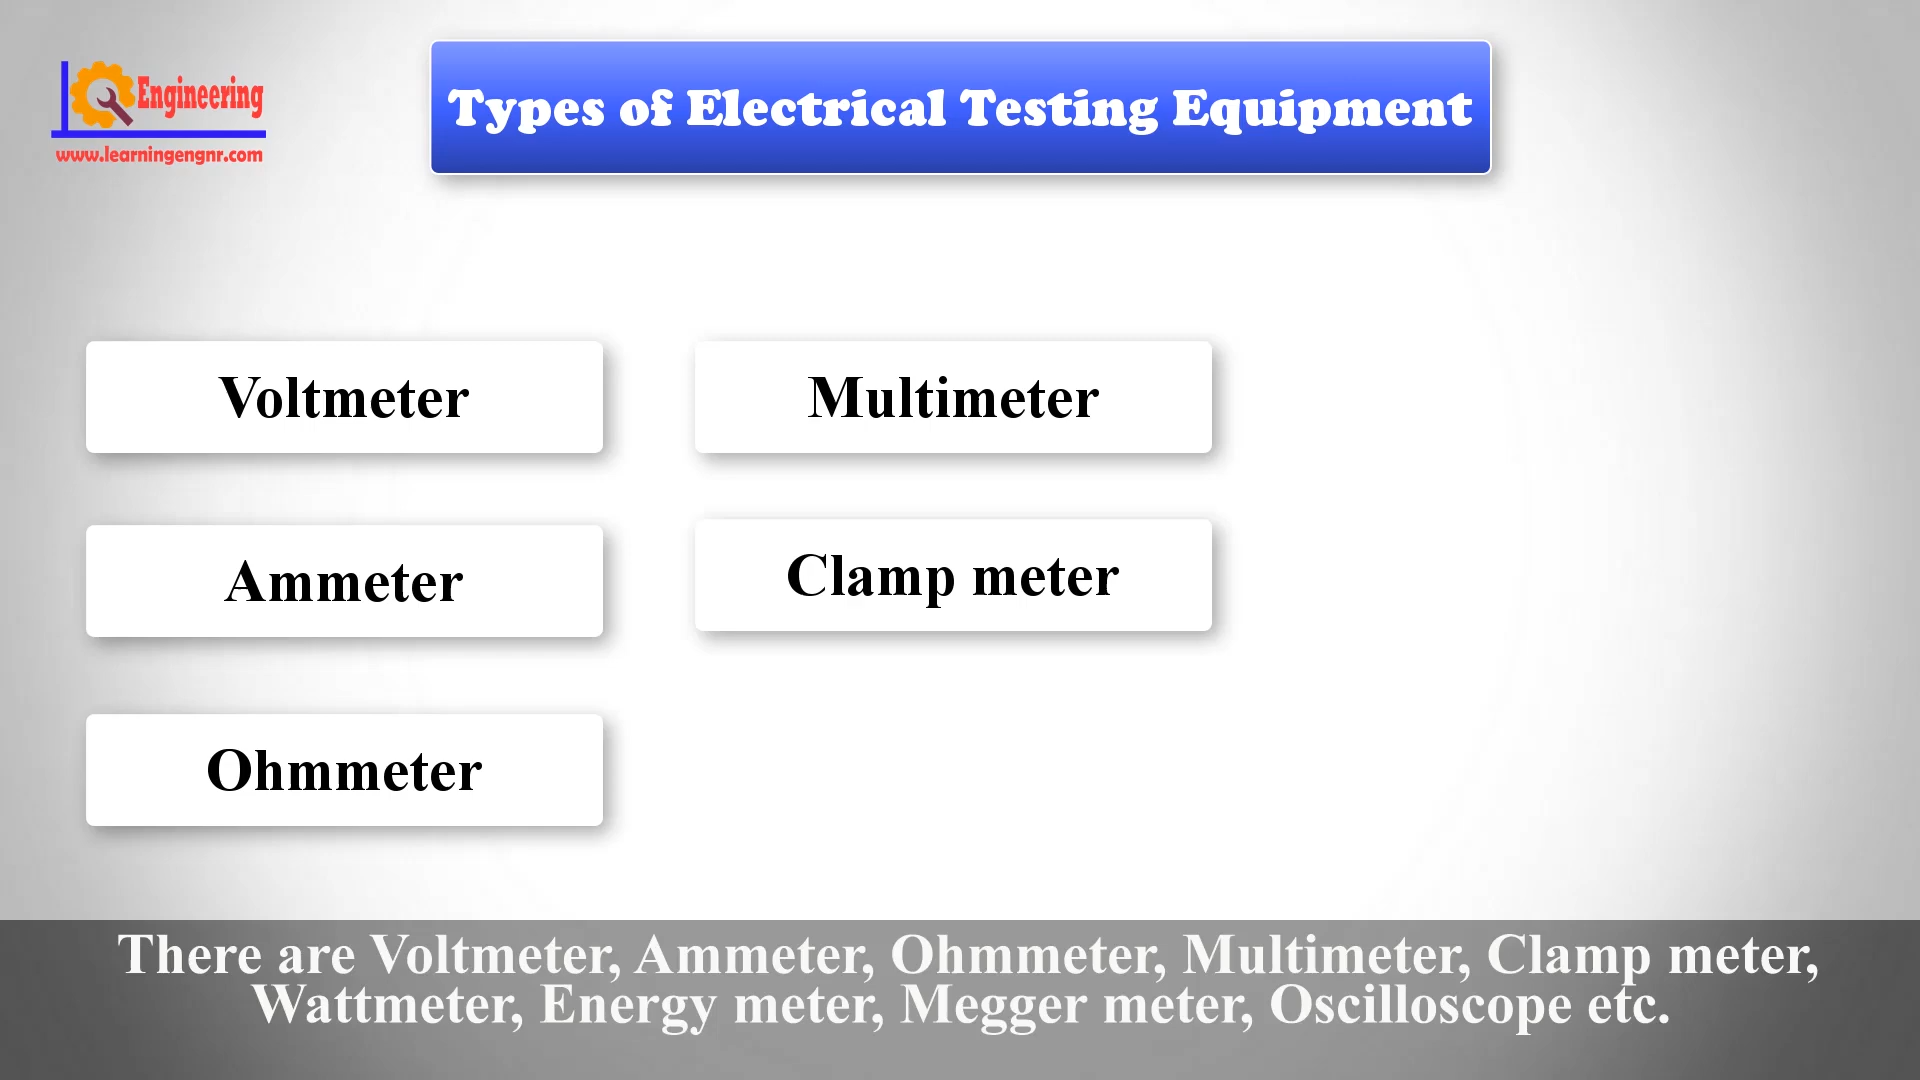 Engineering
www.learningengnr.com
Types of Electrical Testing Equipment
Voltmeter
Multimeter
Ammeter
Clamp meter
Ohmmeter
There are Voltmeter, Ammeter, Ohmmeter, Multimeter, Clamp meter,
Wattmeter, Energy meter, Megger meter, Oscilloscope etc.